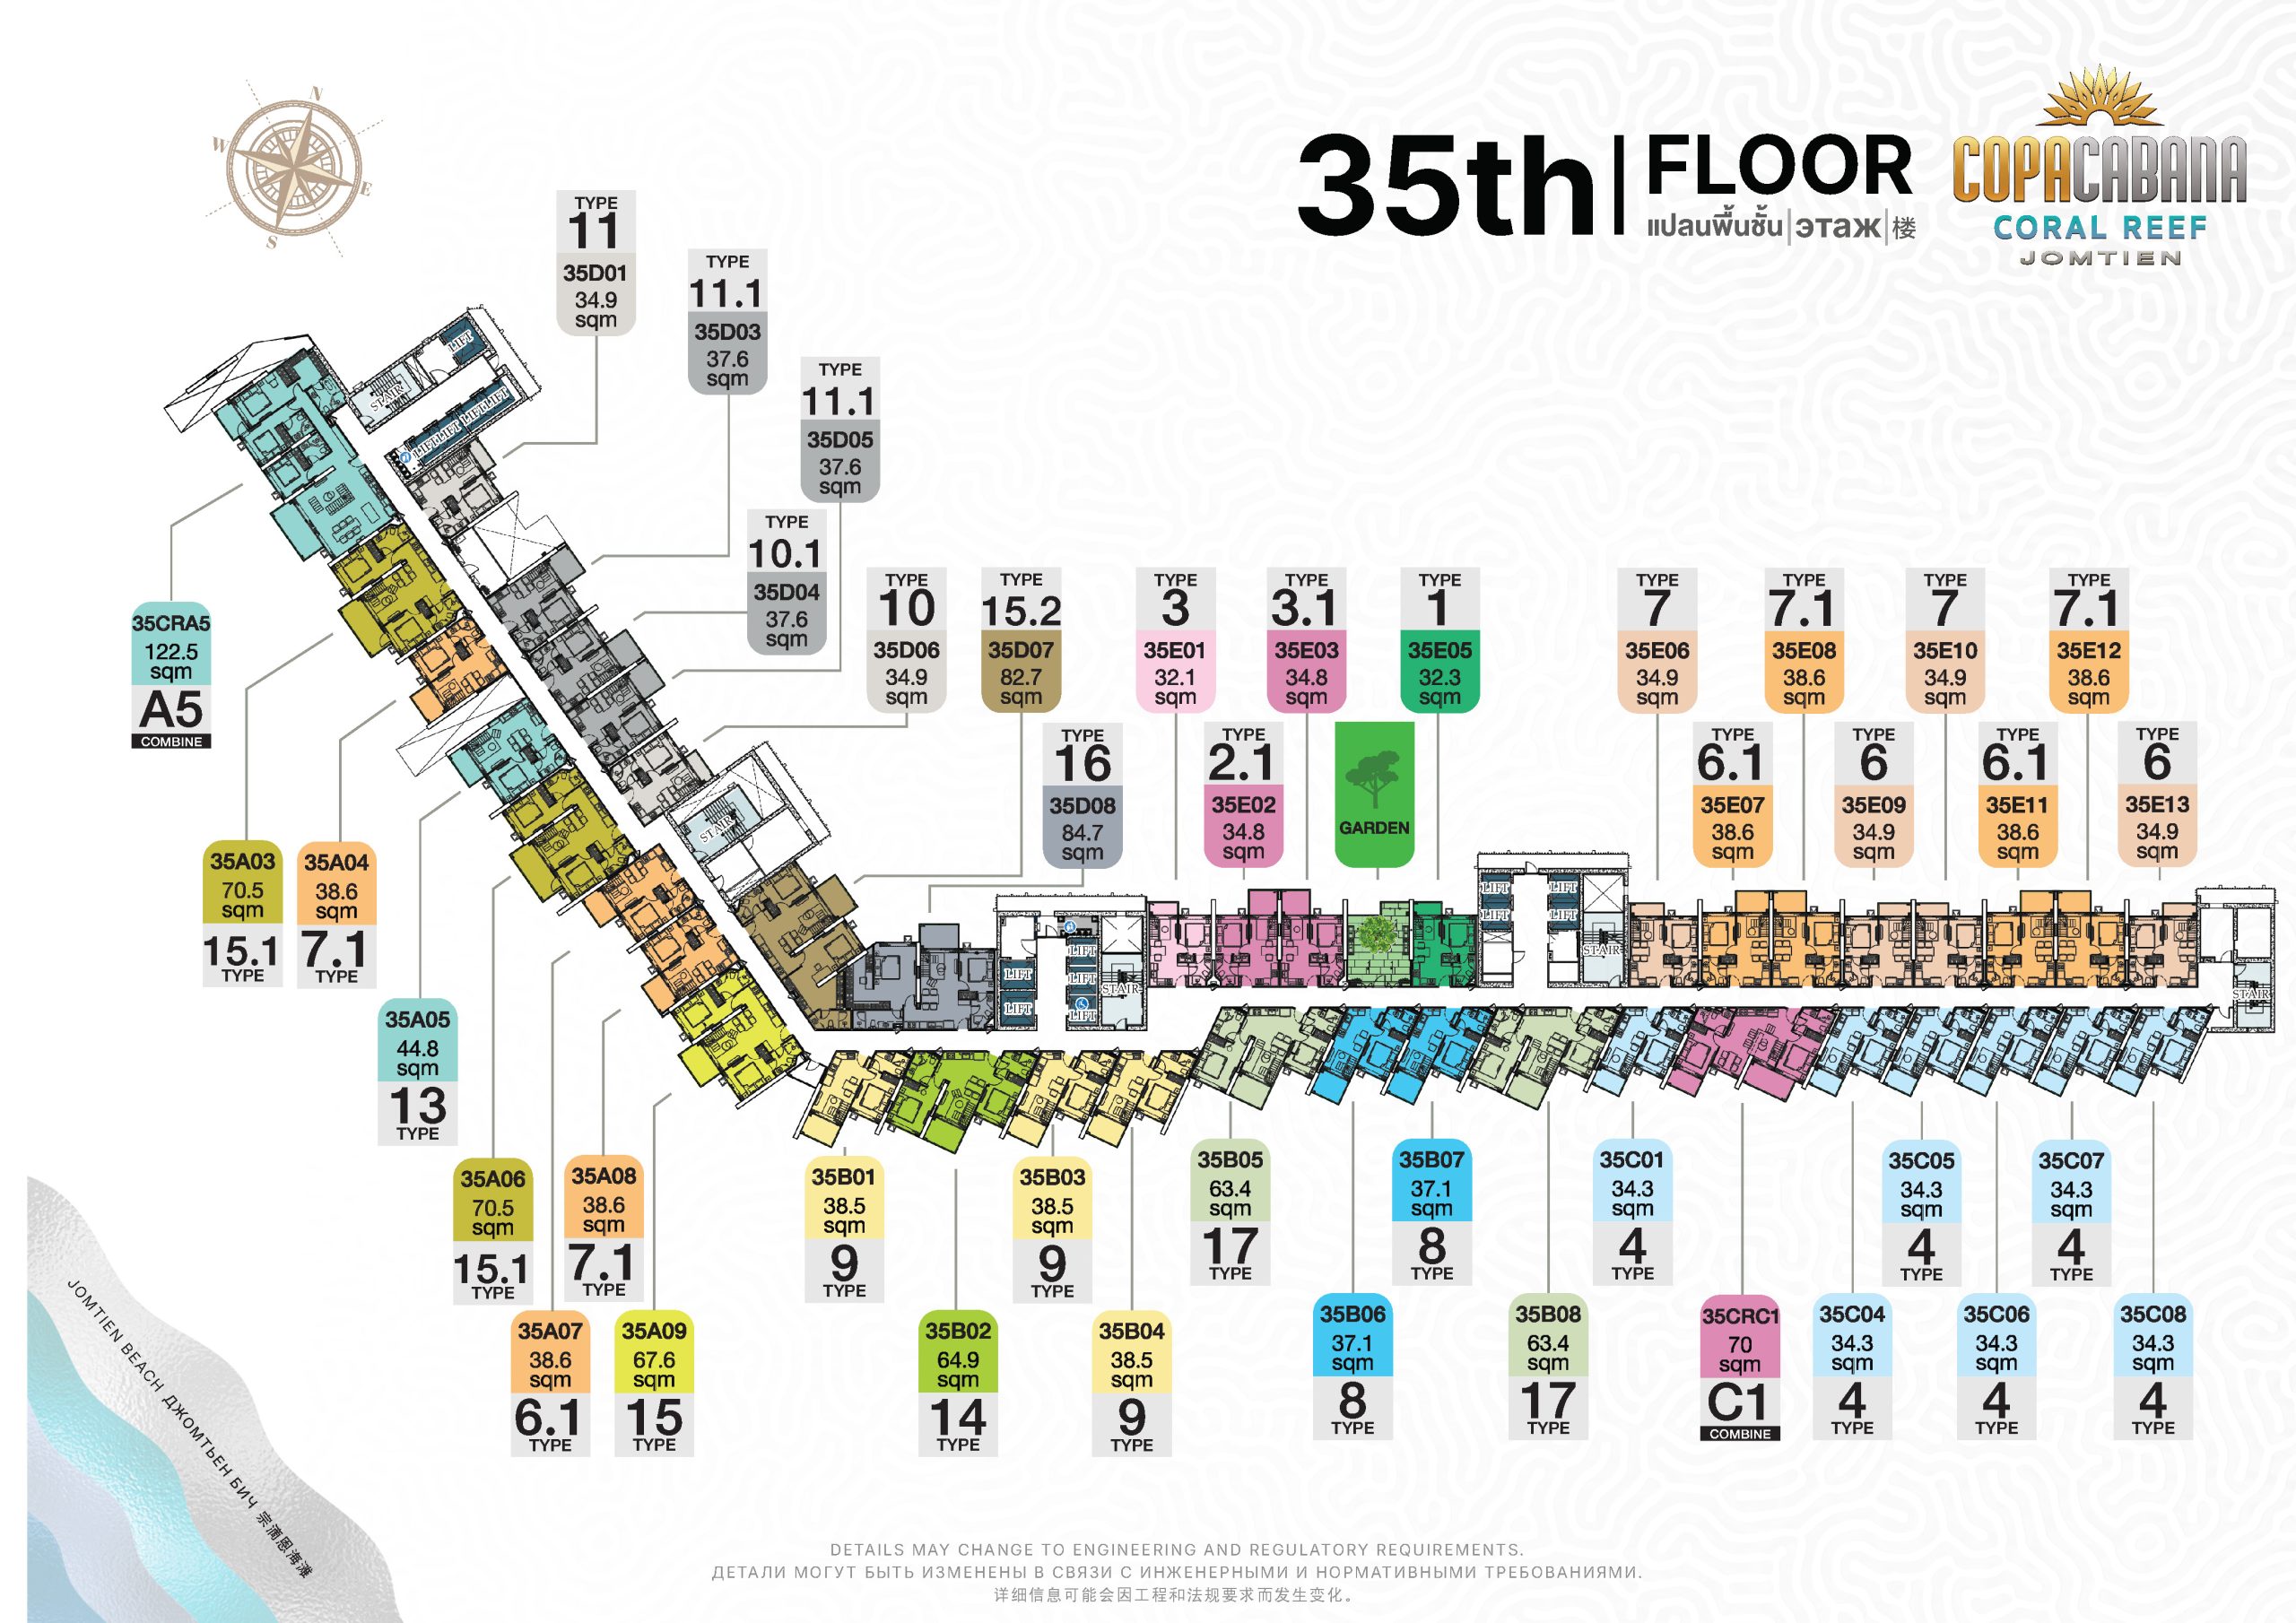 N
W
E
S
35th
FLOOR
แปลนพื้นชั้น|этаж|楼
COPACABANA
CORAL REEF
JOMTIEN
TYPE
11
35D01
34.9
sqm
TYPE
11.1
35D03
37.6
sqm
TYPE
11.1
35D05
37.6
sqm
TYPE
10.1
35D04
37.6
sqm
TYPE
10
35D06
34.9
sqm
TYPE
15.2
35D07
82.7
sqm
TYPE
16
35D08
84.7
sqm
TYPE
3
35E01
32.1
sqm
TYPE
2.1
35E02
34.8
sqm
TYPE
3.1
35E03
34.8
sqm
GARDEN
TYPE
1
35E05
32.3
sqm
TYPE
7
35E06
34.9
sqm
TYPE
6.1
35E07
38.6
sqm
TYPE
7.1
35E08
38.6
sqm
TYPE
6
35E09
34.9
sqm
TYPE
7
35E10
34.9
sqm
TYPE
6.1
35E11
38.6
sqm
TYPE
7.1
35E12
38.6
sqm
TYPE
6
35E13
34.9
sqm
LIFT
STAIR
LIFT LIFT LIFT LIFT
STAIR
LIFT
LIFT
LIFT
LIFT
LIFT
STAIR
LIFT
LIFT
LIFT
LIFT
STAIR
STAIR
35CRA5
122.5
sqm
A5
COMBINE
35A03
70.5
sqm
15.1
TYPE
35A04
38.6
sqm
7.1
TYPE
35A05
44.8
sqm
13
TYPE
35A06
70.5
sqm
15.1
TYPE
35A07
38.6
sqm
6.1
TYPE
35A08
38.6
sqm
7.1
TYPE
35A09
67.6
sqm
15
TYPE
35B01
38.5
sqm
9
TYPE
35B02
64.9
sqm
14
TYPE
35B03
38.5
sqm
9
TYPE
35B04
38.5
sqm
9
TYPE
35B05
63.4
sqm
17
TYPE
35B06
37.1
sqm
8
TYPE
35B07
37.1
sqm
8
TYPE
35B08
63.4
sqm
17
TYPE
35C01
34.3
sqm
4
TYPE
35CRC1
70
sqm
C1
COMBINE
35C04
34.3
sqm
4
TYPE
35C05
34.3
sqm
4
TYPE
35C06
34.3
sqm
4
TYPE
35C07
34.3
sqm
4
TYPE
35C08
34.3
sqm
4
TYPE
JOMTIEN BEACH ДЖОМТЬЕН БИЧ 宗滴恩海滩
DETAILS MAY CHANGE TO ENGINEERING AND REGULATORY REQUIREMENTS.
ДЕТАЛИ МОГУТ БЫТЬ ИЗМЕНЕНЫ В СВЯЗИ С ИНЖЕНЕРНЫМИ И НОРМАТИВНЫМИ ТРЕБОВАНИЯМИ.
详细信息可能会因工程和法规要求而发生变化。